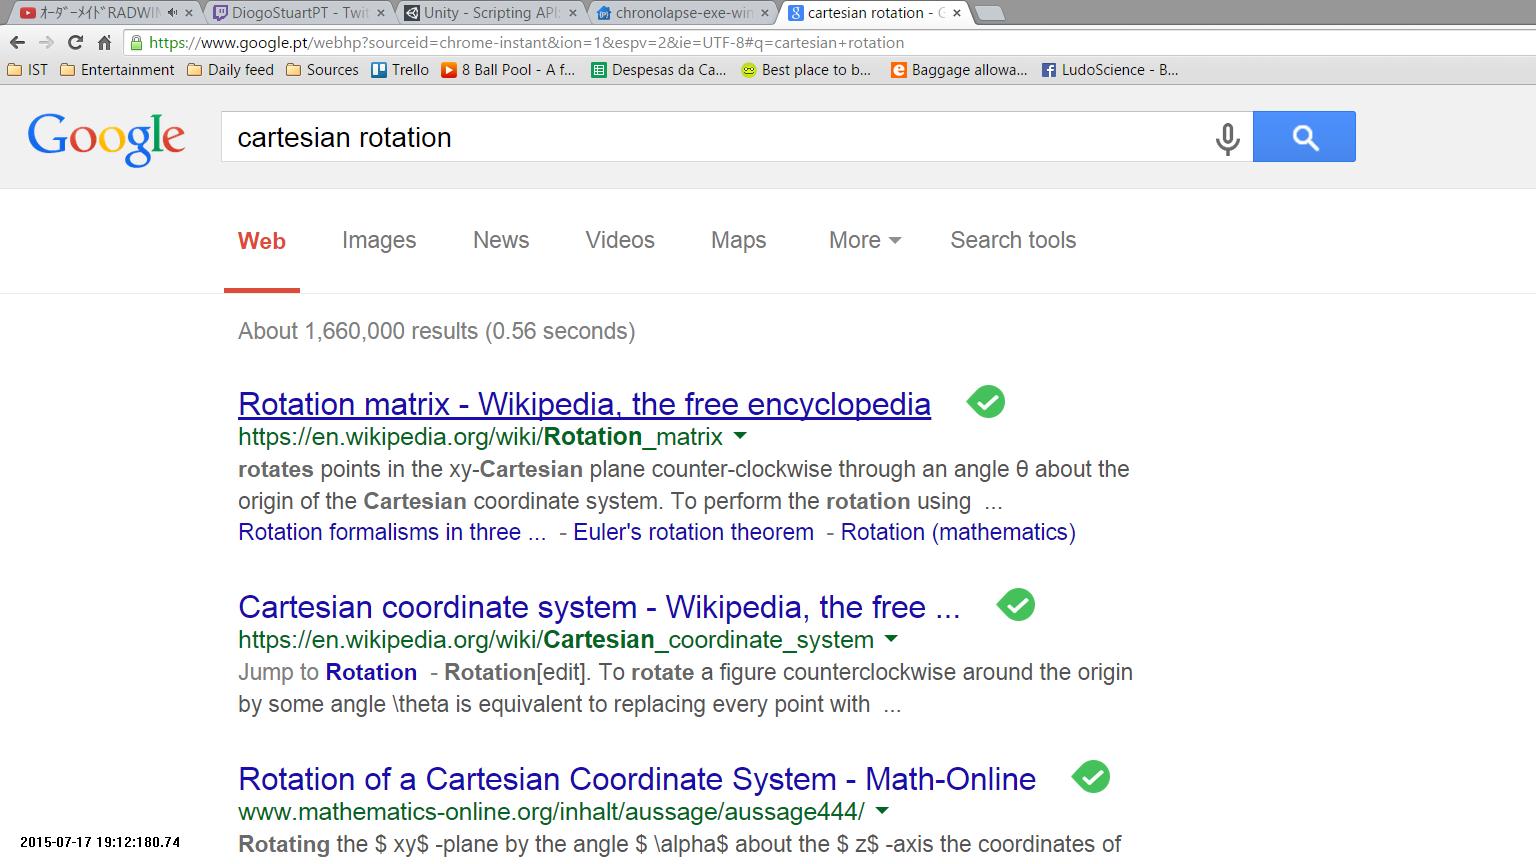 ｵｰﾀﾞｰﾒｲﾄﾞRADWIM
DiogoStuartPT - Twit
Unity - Scripting API:
chronolapse-exe-win
cartesian rotation - G
https://www.google.pt/webhp?sourceid=chrome-instant&ion=1&espv=2&ie=UTF-8#q=cartesian+rotation
IST Entertainment Daily feed Sources Trello 8 Ball Pool - A f... Despesas da Ca... Best place to b... Baggage allowa... LudoScience - B...
Google
cartesian rotation
Web Images News Videos Maps More Search tools
About 1,660,000 results (0.56 seconds)
Rotation matrix - Wikipedia, the free encyclopedia
https://en.wikipedia.org/wiki/Rotation_matrix
rotates points in the xy-Cartesian plane counter-clockwise through an angle θ about the
origin of the Cartesian coordinate system. To perform the rotation using ...
Rotation formalisms in three ... - Euler's rotation theorem - Rotation (mathematics)
Cartesian coordinate system - Wikipedia, the free ...
https://en.wikipedia.org/wiki/Cartesian_coordinate_system
Jump to Rotation - Rotation[edit]. To rotate a figure counterclockwise around the origin
by some angle \theta is equivalent to replacing every point with ...
Rotation of a Cartesian Coordinate System - Math-Online
www.mathematics-online.org/inhalt/aussage/aussage444/
Rotating the $ xy$ -plane by the angle $ \alpha$ about the $ z$ -axis the coordinates of
2015-07-17 19:12:180.74